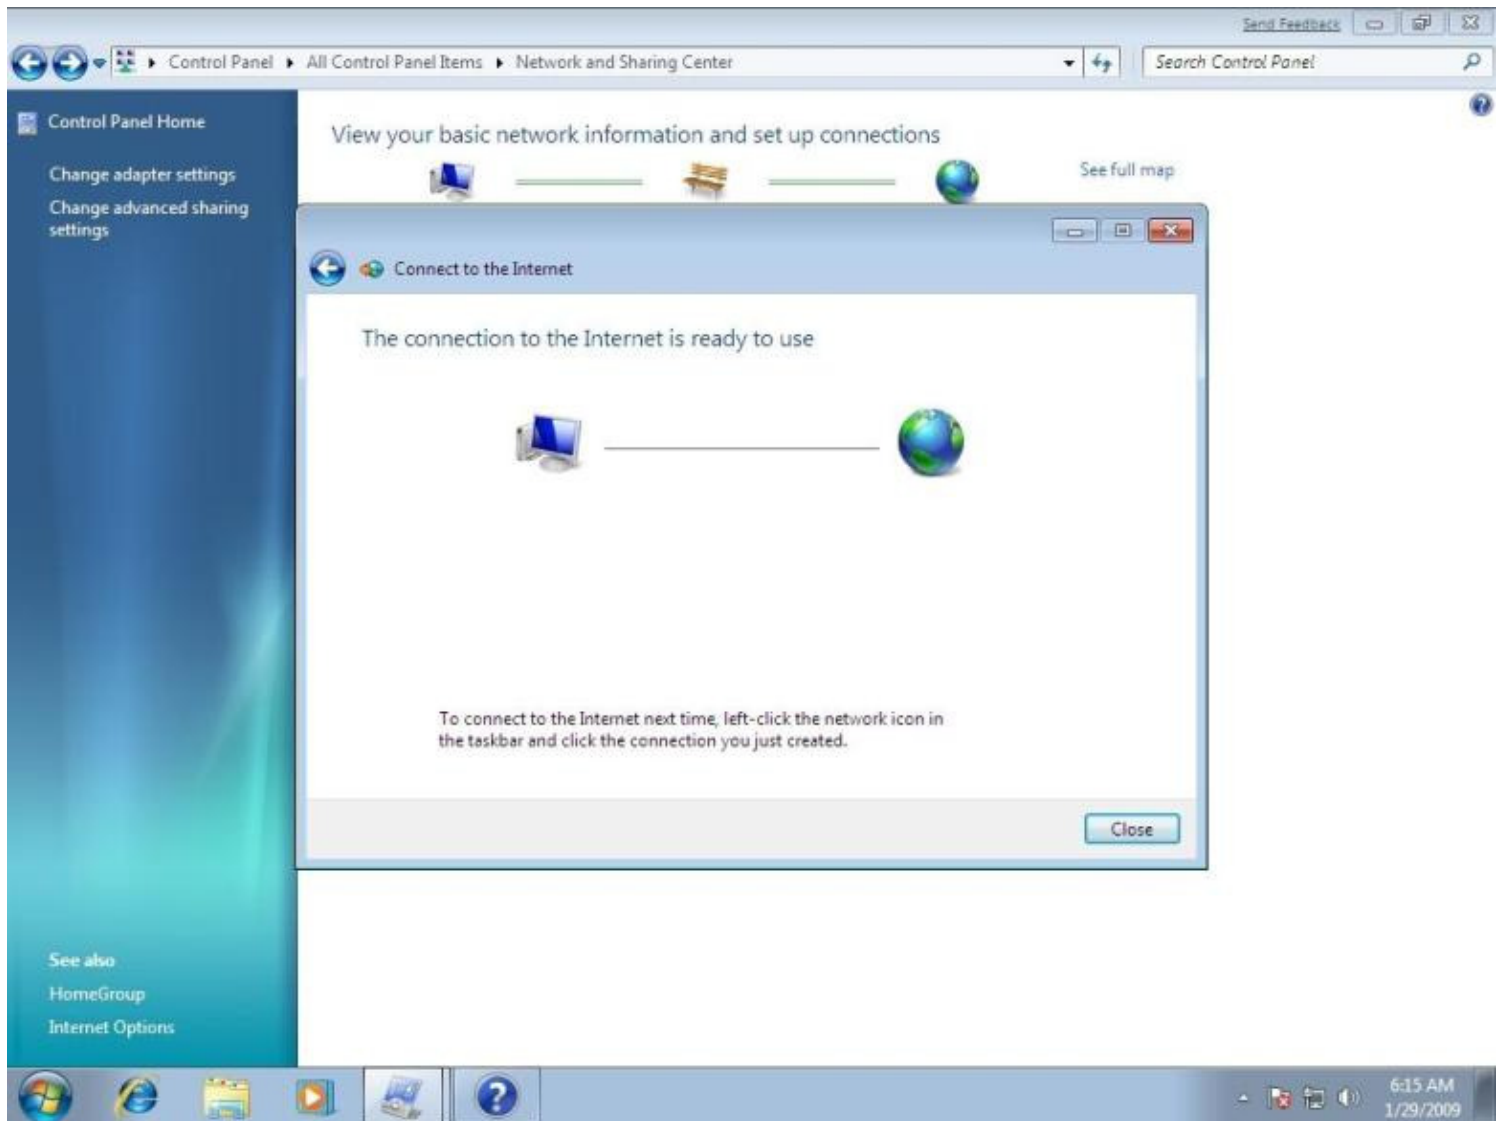 Send Feedback
Control Panel
All Control Panel Items
Network and Sharing Center
Search Control Panel
Control Panel Home
Change adapter settings
Change advanced sharing
settings
View your basic network information and set up connections
See full map
Connect to the Internet
The connection to the Internet is ready to use
To connect to the Internet next time, left-click the network icon in
the taskbar and click the connection you just created.
Close
See also
HomeGroup
Internet Options
6:15 AM
1/29/2009